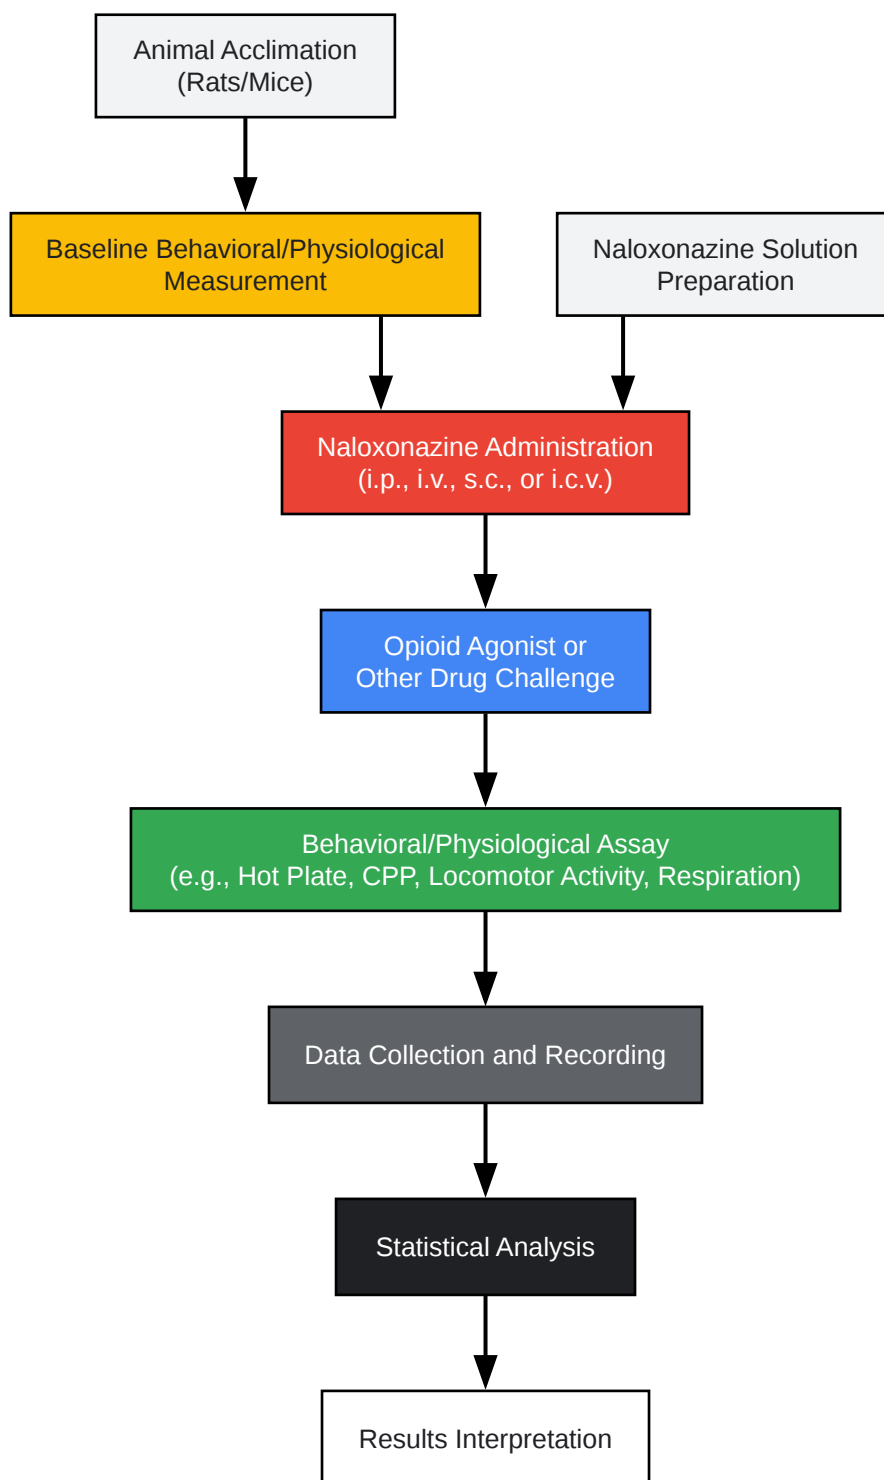 Animal Acclimation
(Rats/Mice)
Baseline Behavioral/Physiological
Measurement
Naloxonazine Solution
Preparation
Naloxonazine Administration
(i.p., i.v., s.c., or i.c.v.)
Opioid Agonist or
Other Drug Challenge
Behavioral/Physiological Assay
(e.g., Hot Plate, CPP, Locomotor Activity, Respiration)
Data Collection and Recording
Statistical Analysis
Results Interpretation